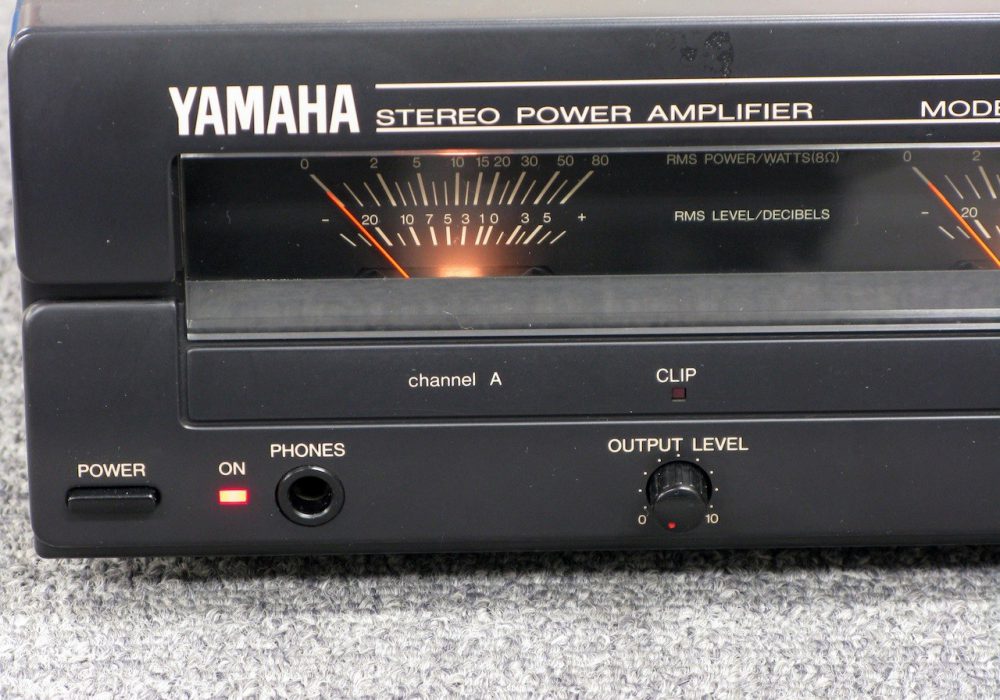 YAMAHA STEREO POWER AMPLIFIER MODE
0 2 5 10 15 20 30 50 80 RMS POWER/WATTS(8Ω) 0 2
- 20 10 7 5 3 1 0 3 5 + RMS LEVEL/DECIBELS - 20
channel A CLIP
POWER ON PHONES OUTPUT LEVEL
0 10